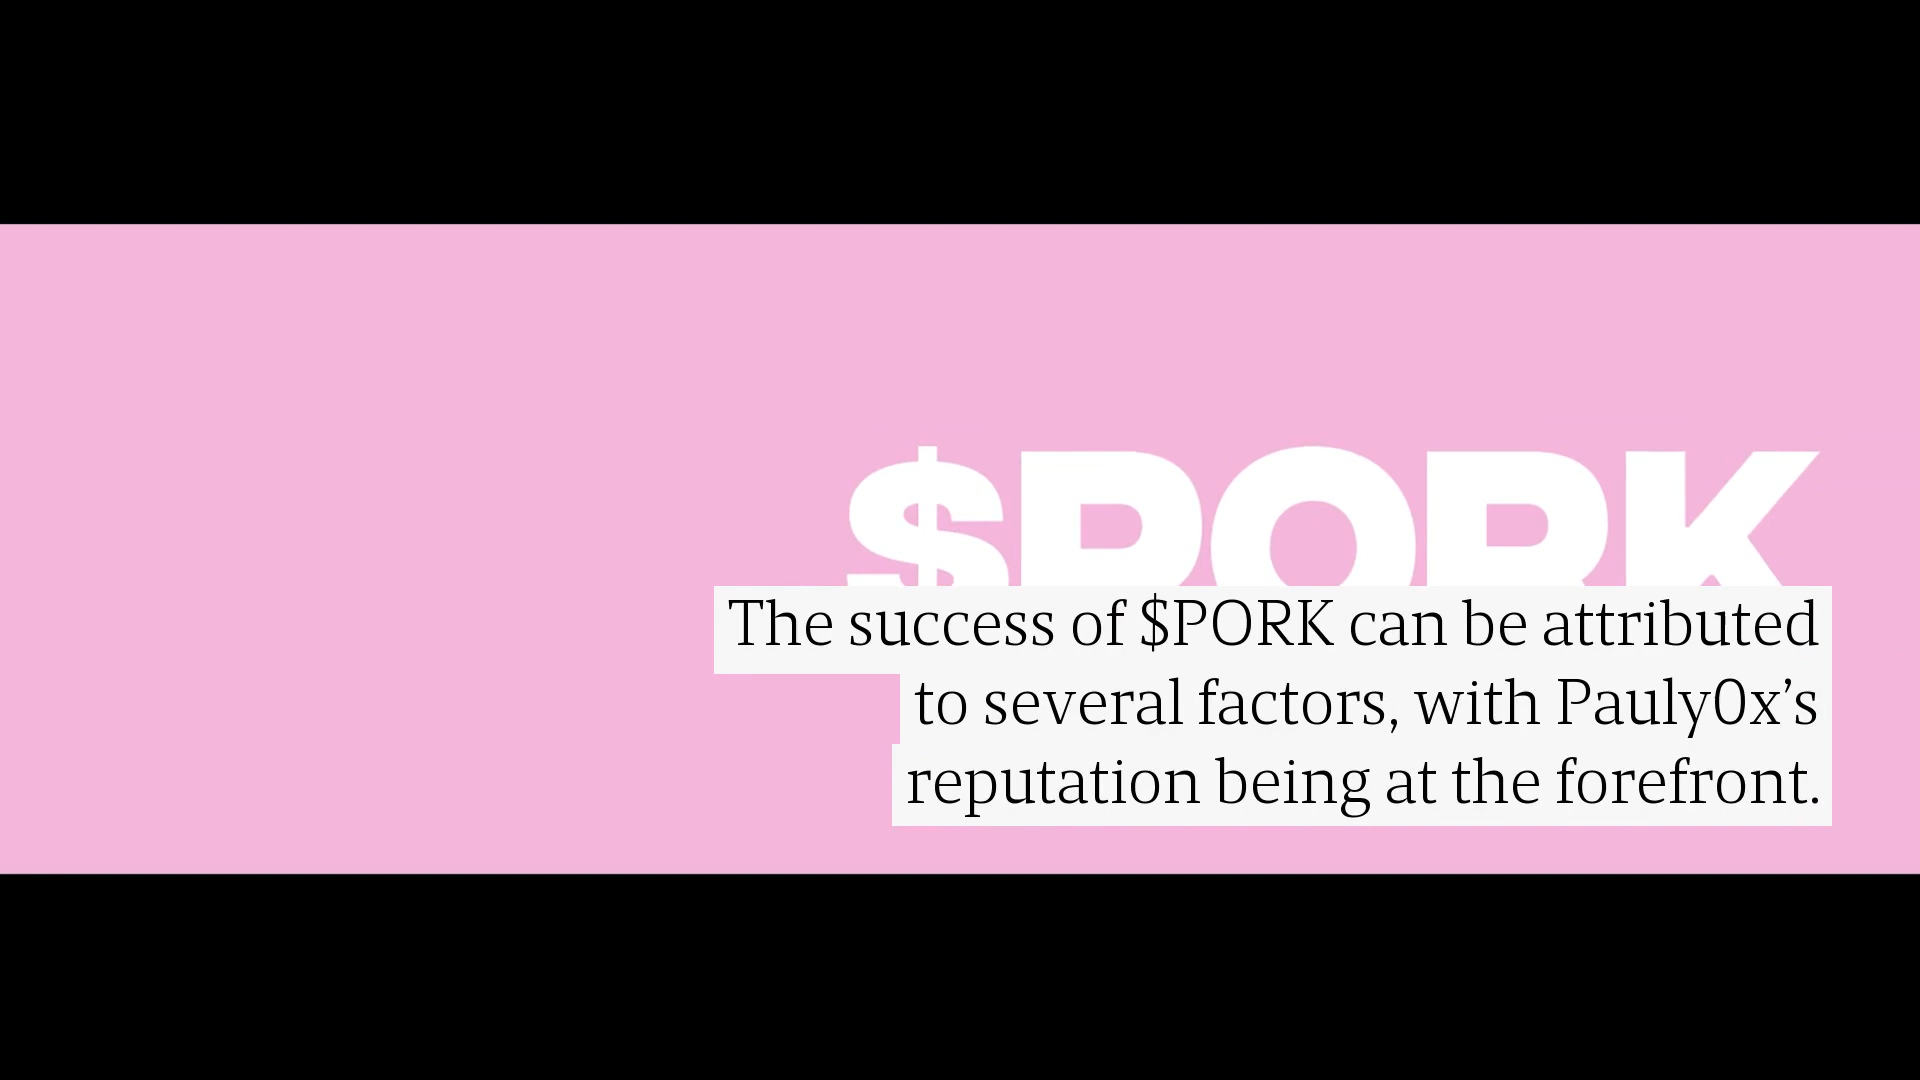 $PORK
The success of $PORK can be attributed
to several factors, with Pauly0x’s
reputation being at the forefront.